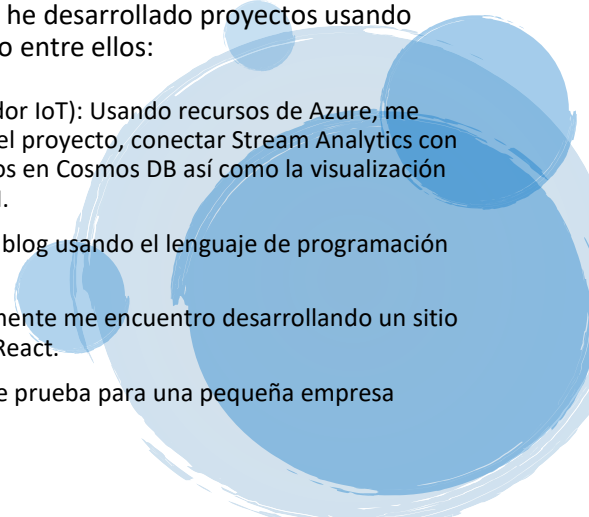 he desarrollado proyectos usando
o entre ellos:
dor IoT): Usando recursos de Azure, me
el proyecto, conectar Stream Analytics con
os en Cosmos DB así como la visualización
.
blog usando el lenguaje de programación
mente me encuentro desarrollando un sitio
React.
e prueba para una pequeña empresa